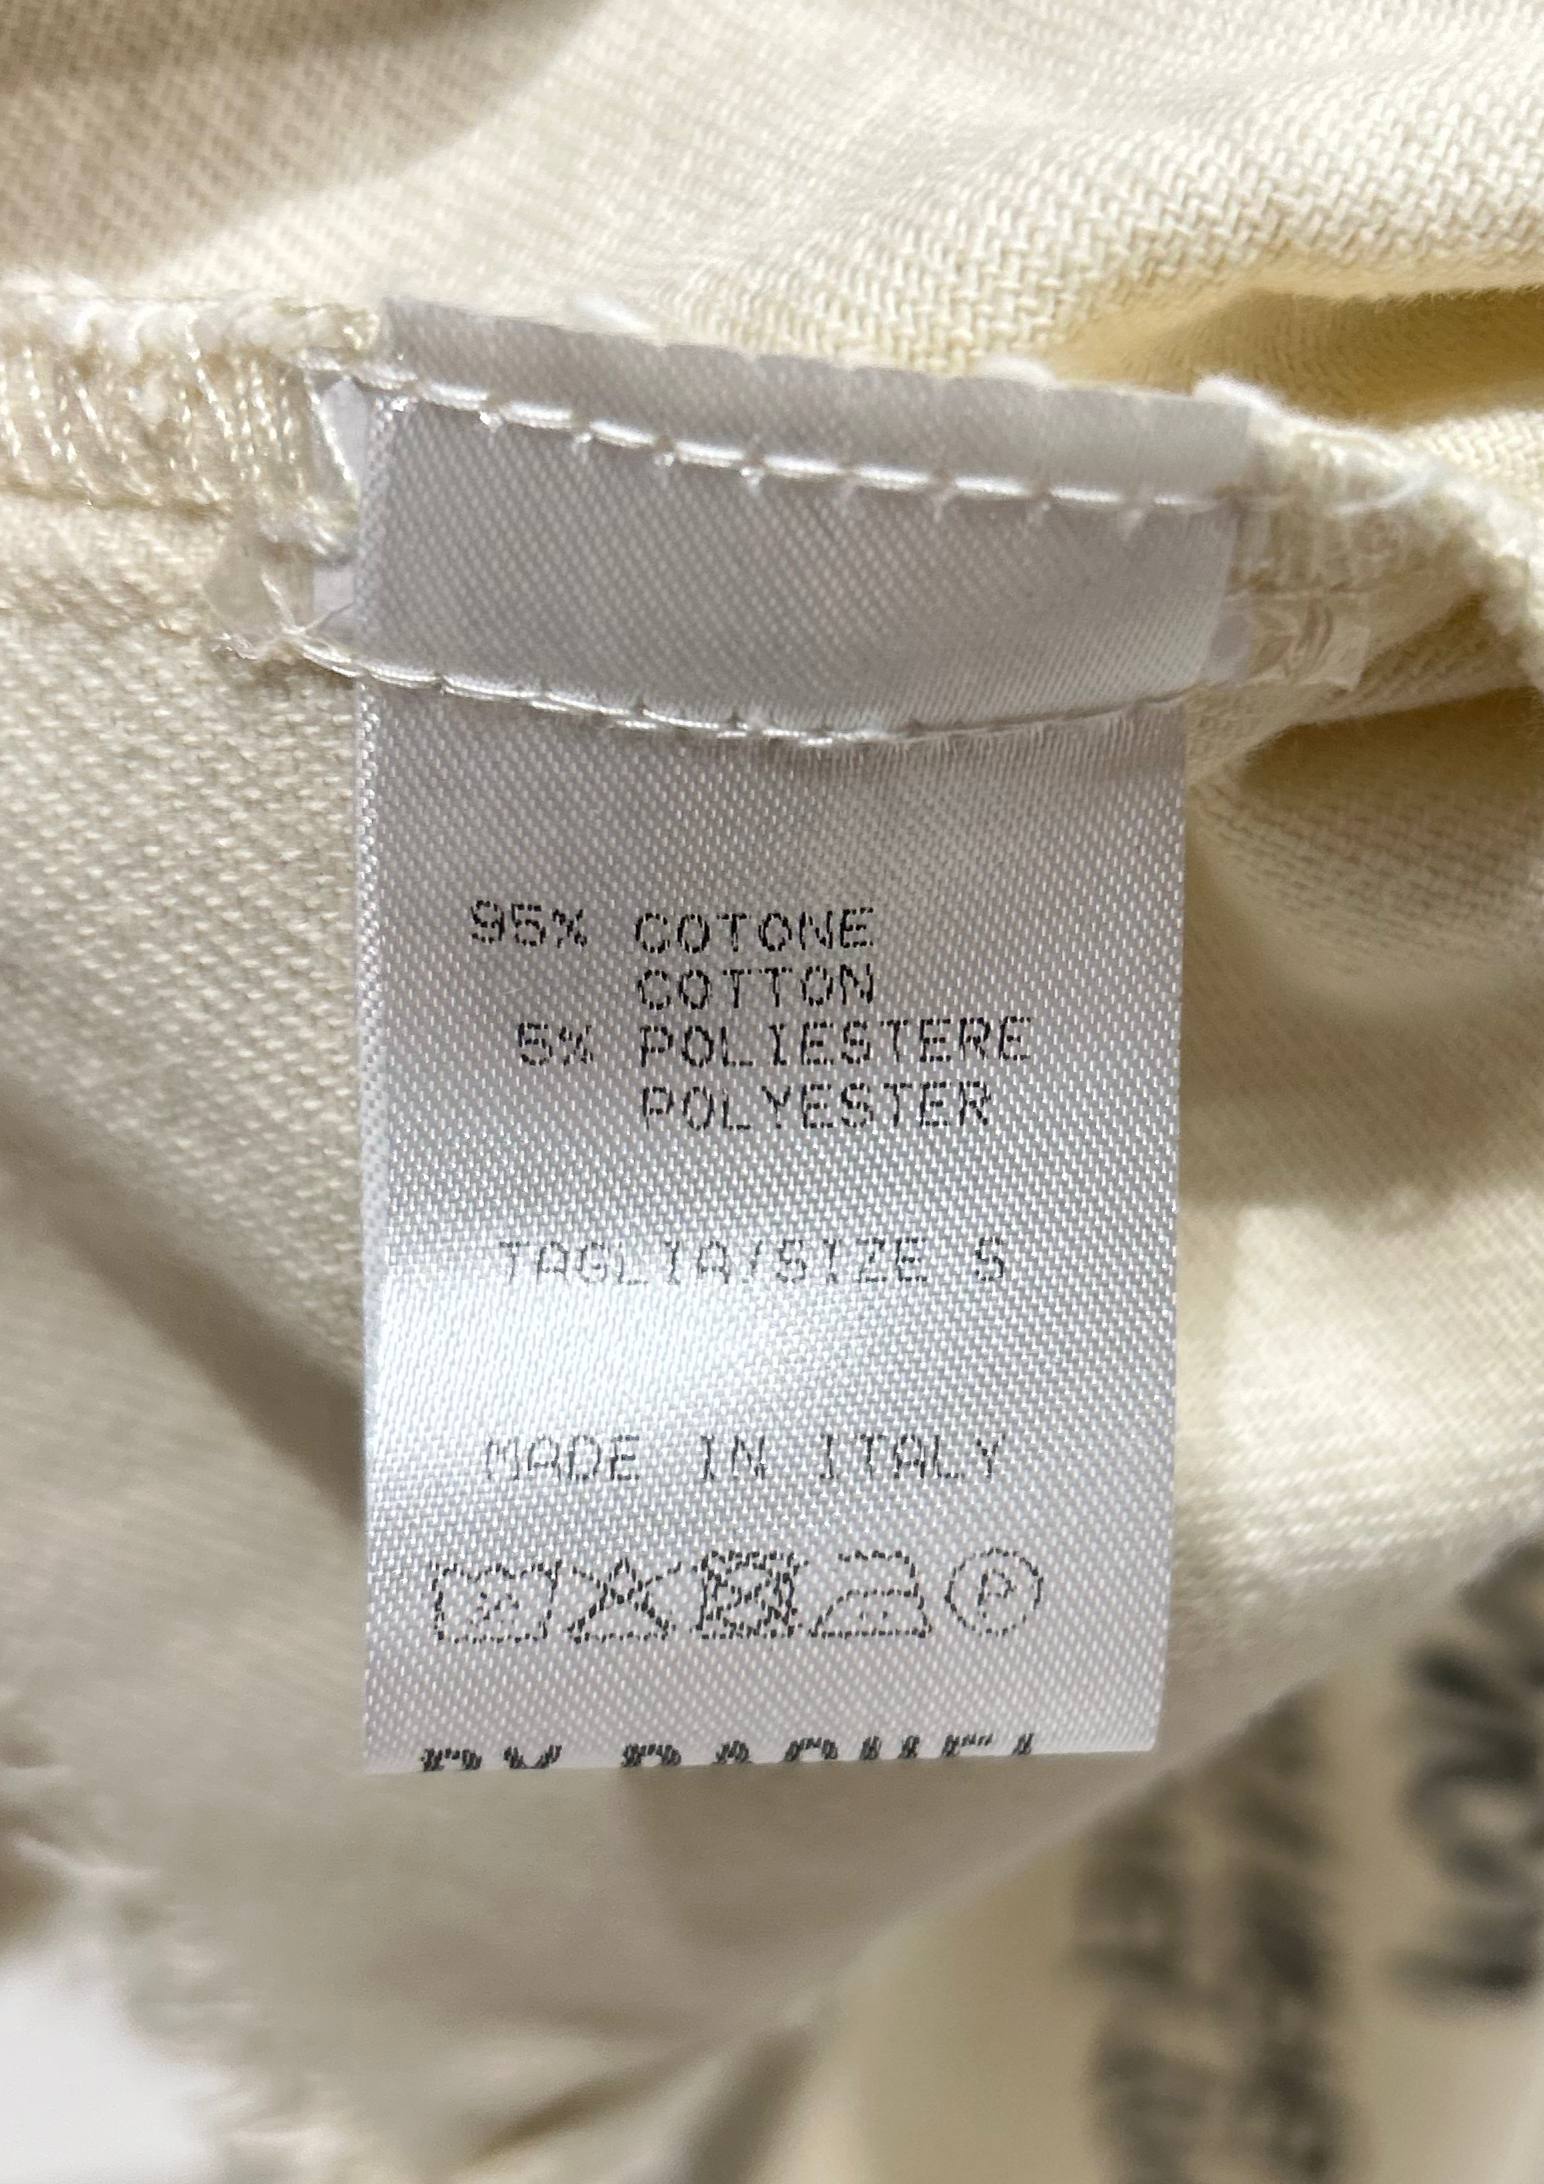 95% COTONE
COTTON
5% POLIESTERE
POLYESTER
TAGLIA/SIZE S
MADE IN ITALY
P